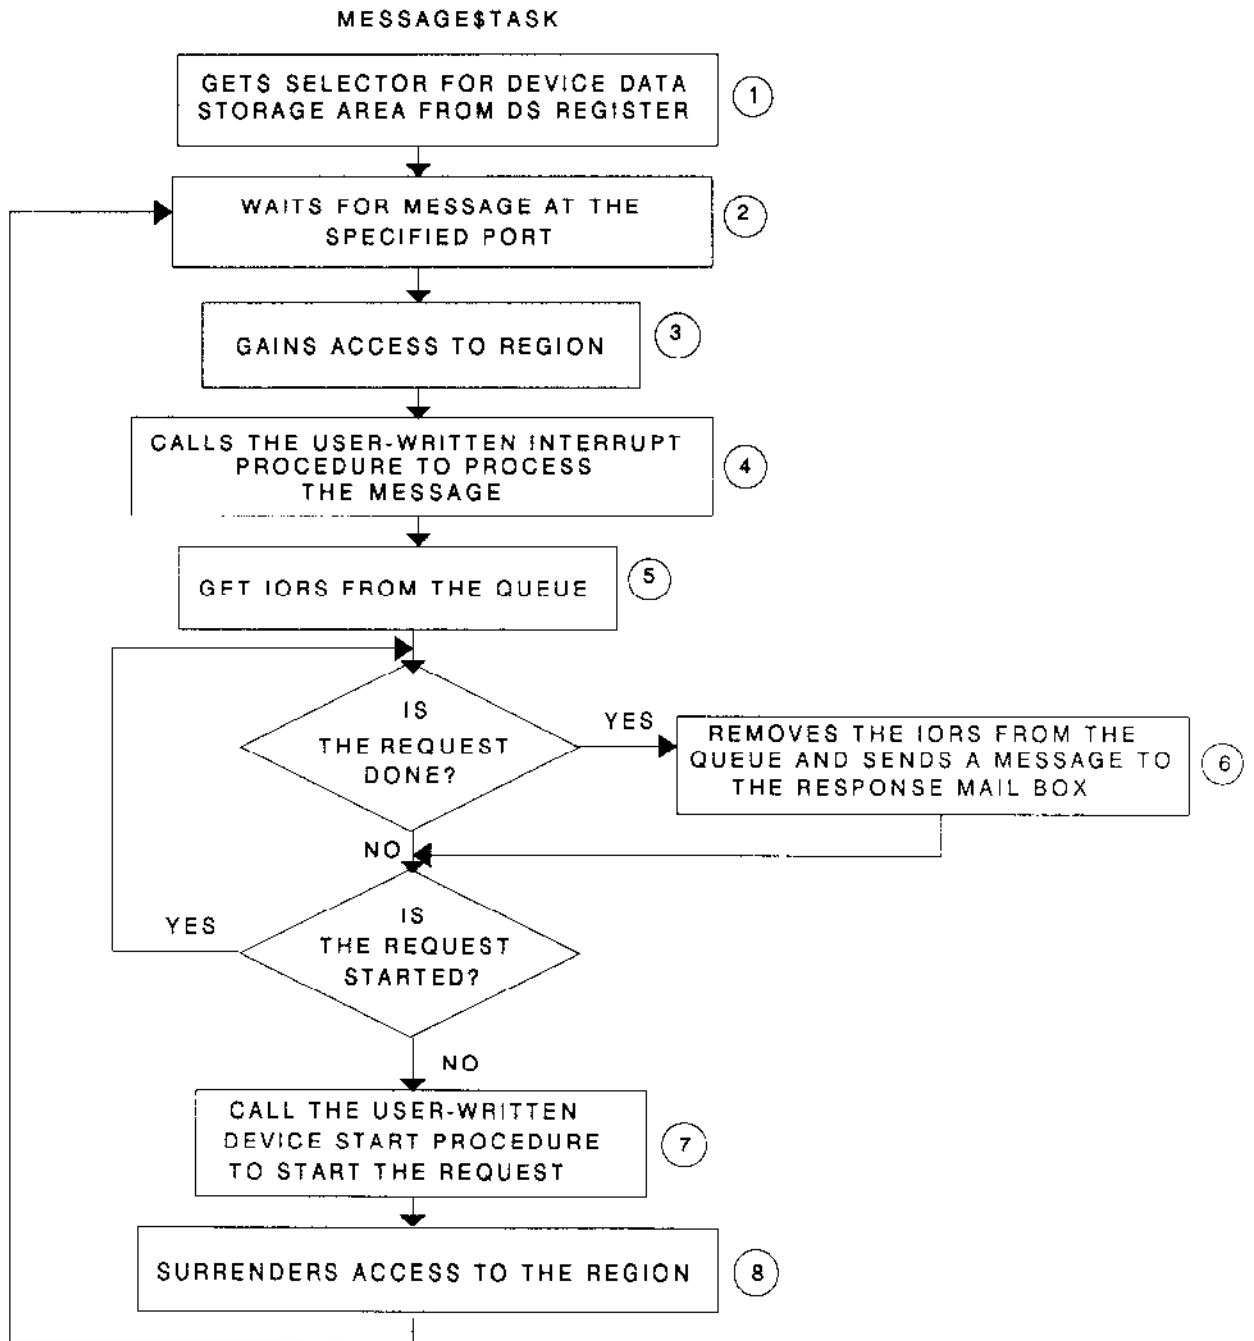 MESSAGE$TASK
GETS SELECTOR FOR DEVICE DATA
STORAGE AREA FROM DS REGISTER
1
WAITS FOR MESSAGE AT THE
SPECIFIED PORT
2
GAINS ACCESS TO REGION
3
CALLS THE USER-WRITTEN INTERRUPT
PROCEDURE TO PROCESS
THE MESSAGE
4
GET IORS FROM THE QUEUE
5
IS
THE REQUEST
DONE?
YES
REMOVES THE IORS FROM THE
QUEUE AND SENDS A MESSAGE TO
THE RESPONSE MAIL BOX
6
NO
IS
THE REQUEST
STARTED?
YES
NO
CALL THE USER-WRITTEN
DEVICE START PROCEDURE
TO START THE REQUEST
7
SURRENDERS ACCESS TO THE REGION
8